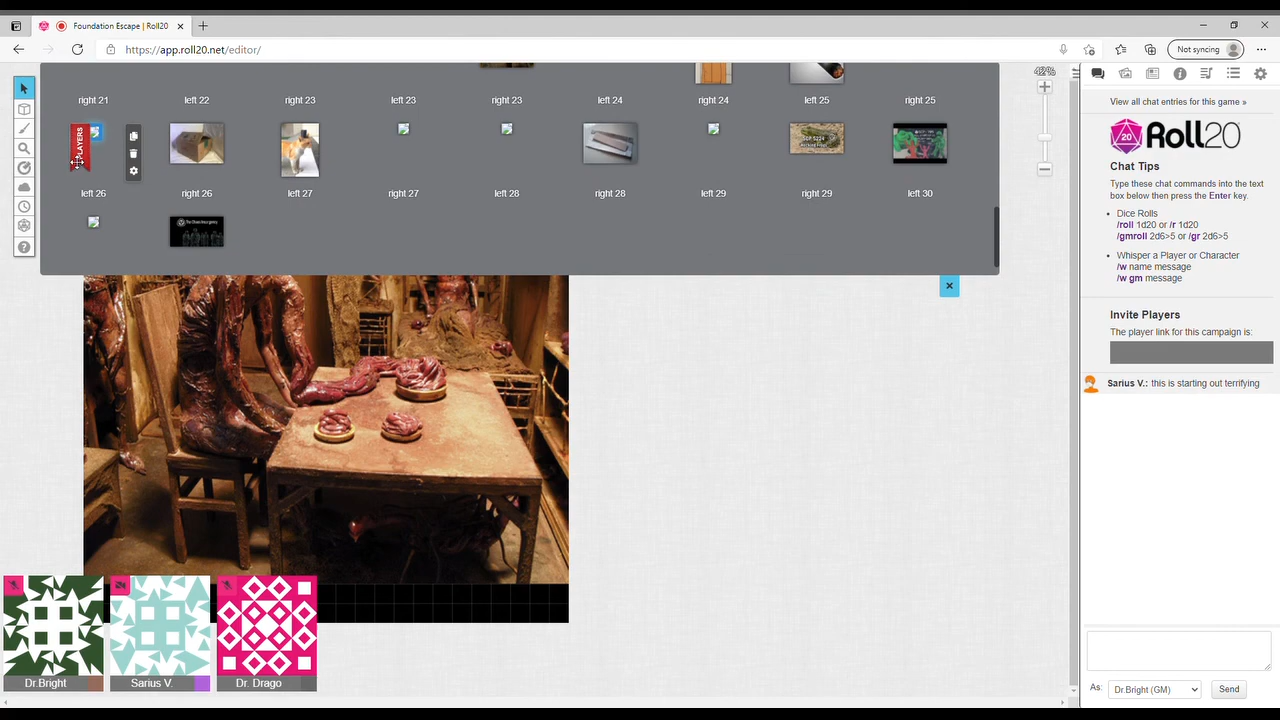 Foundation Escape | Roll20
https://app.roll20.net/editor/
Not syncing
42%
right 21
left 22
right 23
left 23
right 23
left 24
right 24
left 25
right 25
PLAYERS
left 26
right 26
left 27
right 27
left 28
right 28
left 29
right 29
left 30
View all chat entries for this game »
Roll20
Chat Tips
Type these chat commands into the text
box below then press the Enter key.
Dice Rolls
/roll 1d20 or /r 1d20
/gmroll 2d6>5 or /gr 2d6>5
Whisper a Player or Character
/w name message
/w gm message
Invite Players
The player link for this campaign is:
Sarius V.: this is starting out terrifying
Dr.Bright
Sarius V.
Dr. Drago
As:
Dr.Bright (GM)
Send